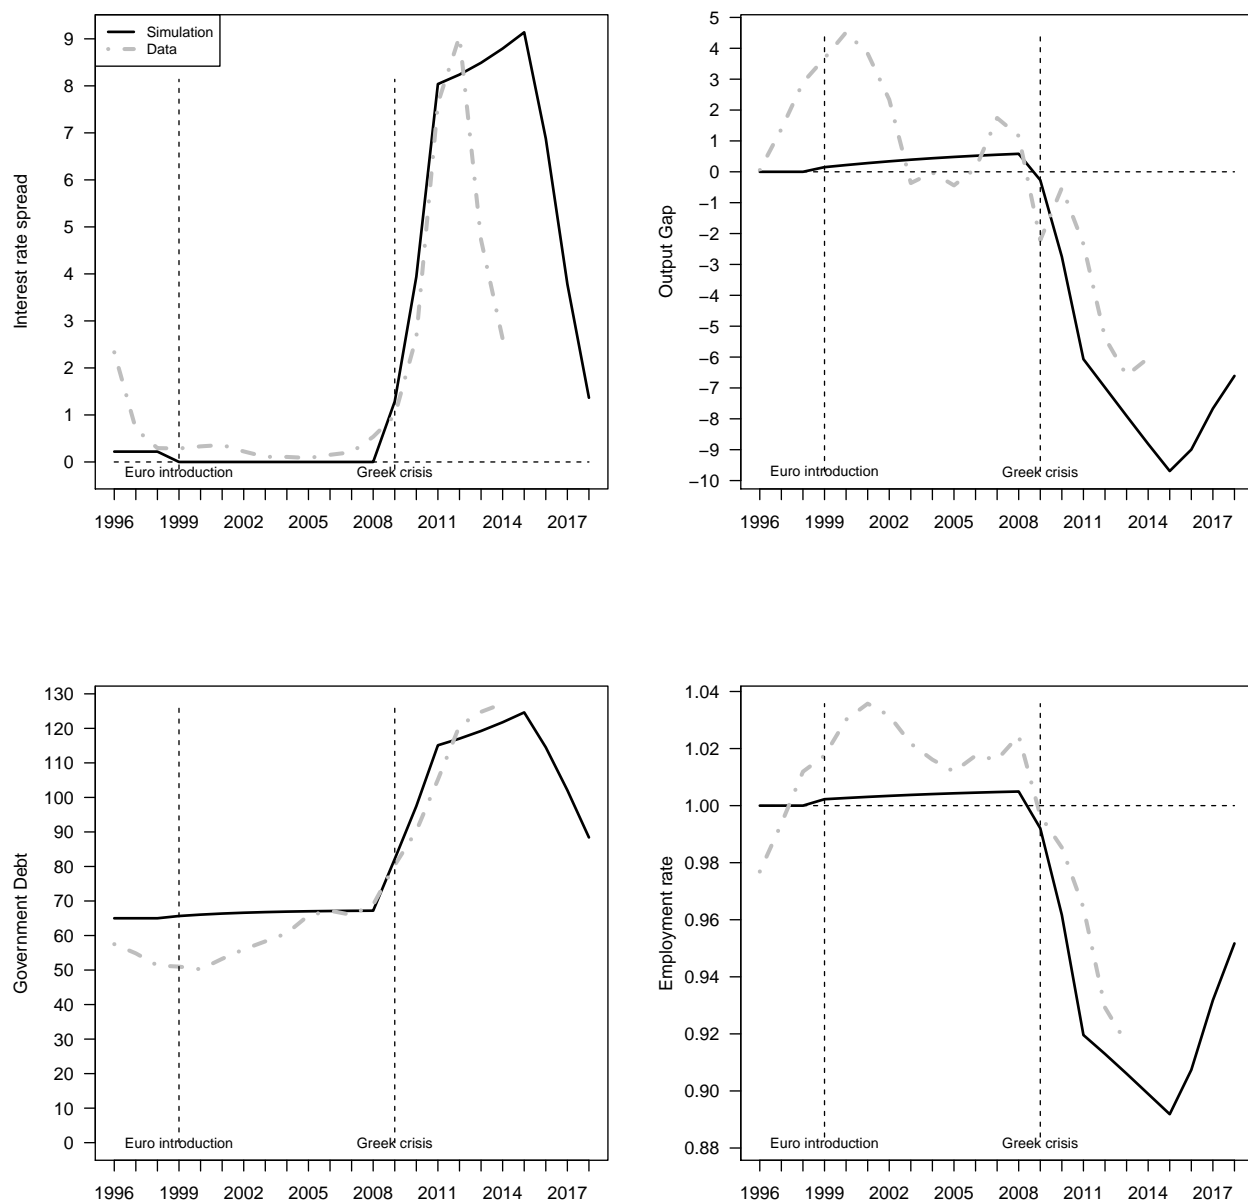 Simulation
Data
Interest rate spread
9
8
7
6
5
4
3
2
1
0
Euro introduction
Greek crisis
1996 1999 2002 2005 2008 2011 2014 2017
Output Gap
5
4
3
2
1
0
−1
−2
−3
−4
−5
−6
−7
−8
−9
−10
Euro introduction
Greek crisis
1996 1999 2002 2005 2008 2011 2014 2017
Government Debt
130
120
110
100
90
80
70
60
50
40
30
20
10
0
Euro introduction
Greek crisis
1996 1999 2002 2005 2008 2011 2014 2017
Employment rate
1.04
1.02
1.00
0.98
0.96
0.94
0.92
0.90
0.88
Euro introduction
Greek crisis
1996 1999 2002 2005 2008 2011 2014 2017